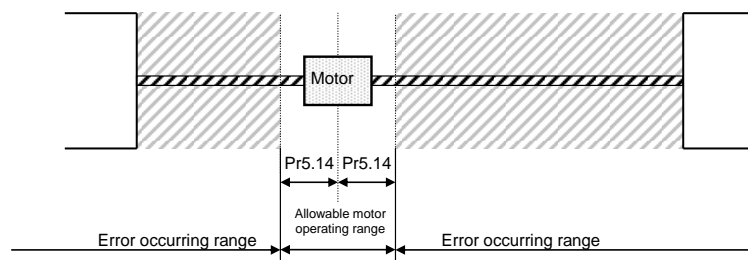 Motor
Pr5.14 Pr5.14
Allowable motor
operating range
Error occurring range Error occurring range